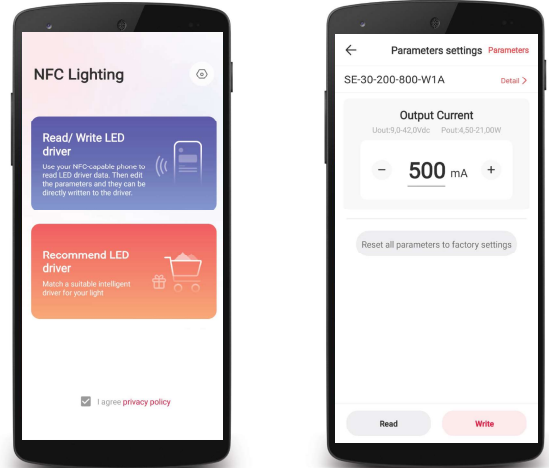 NFC Lighting
Read/ Write LED
driver
Use your NFC-capable phone to
read LED driver data. Then edit
the parameters and they can be
directly written to the driver.
Recommend LED
driver
Match a suitable intelligent
driver for your light
I agree privacy policy
Parameters settings Parameters
SE-30-200-800-W1A Detail
Output Current
Uout:9,0-42,0Vdc Pout:4,50-21,00W
- 500 mA +
Reset all parameters to factory settings
Read Write